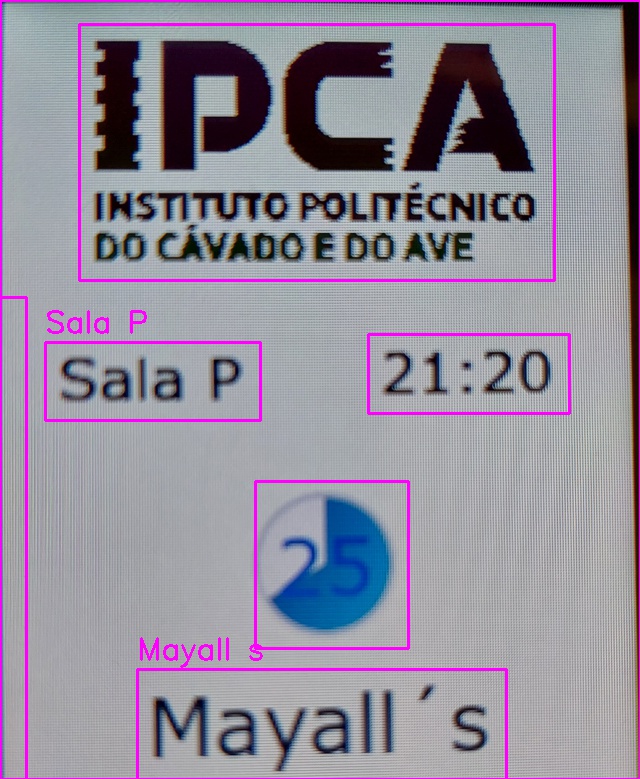 IPCA
INSTITUTO POLITÉCNICO
DO CÁVADO E DO AVE
Sala P
Sala P 21:20
25
Mayall s
Mayall´s